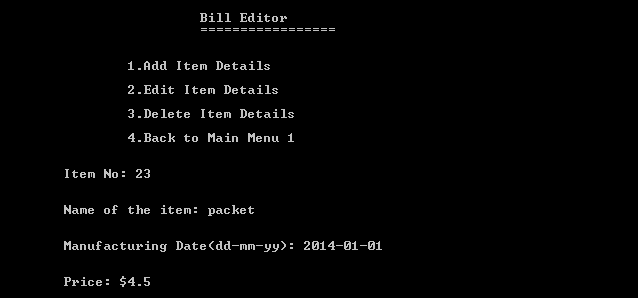 Bill Editor
=================
1.Add Item Details
2.Edit Item Details
3.Delete Item Details
4.Back to Main Menu 1
Item No: 23
Name of the item: packet
Manufacturing Date(dd-mm-yy): 2014-01-01
Price: $4.5